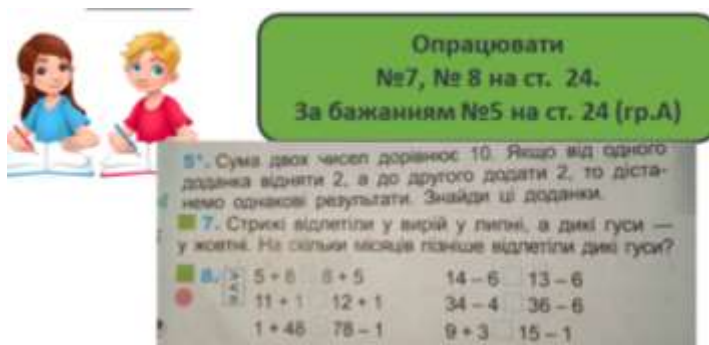 Опрацювати
№7, № 8 на ст. 24.
За бажанням №5 на ст. 24 (гр.А)
5*. Сума двох чисел дорівнює 10. Якщо від одного
доданка відняти 2, а до другого додати 2, то діста-
немо однакові результати. Знайди ці доданки.
7. Стрижі відлетіли у вирій у липні, а дикі гуси —
у жовтні. На скільки місяців пізніше відлетіли дикі гуси?
8. 5 + 8 8 + 5 14 – 6 13 – 6
11 + 1 12 + 1 34 – 4 36 – 6
1 + 48 78 – 1 9 + 3 15 – 1